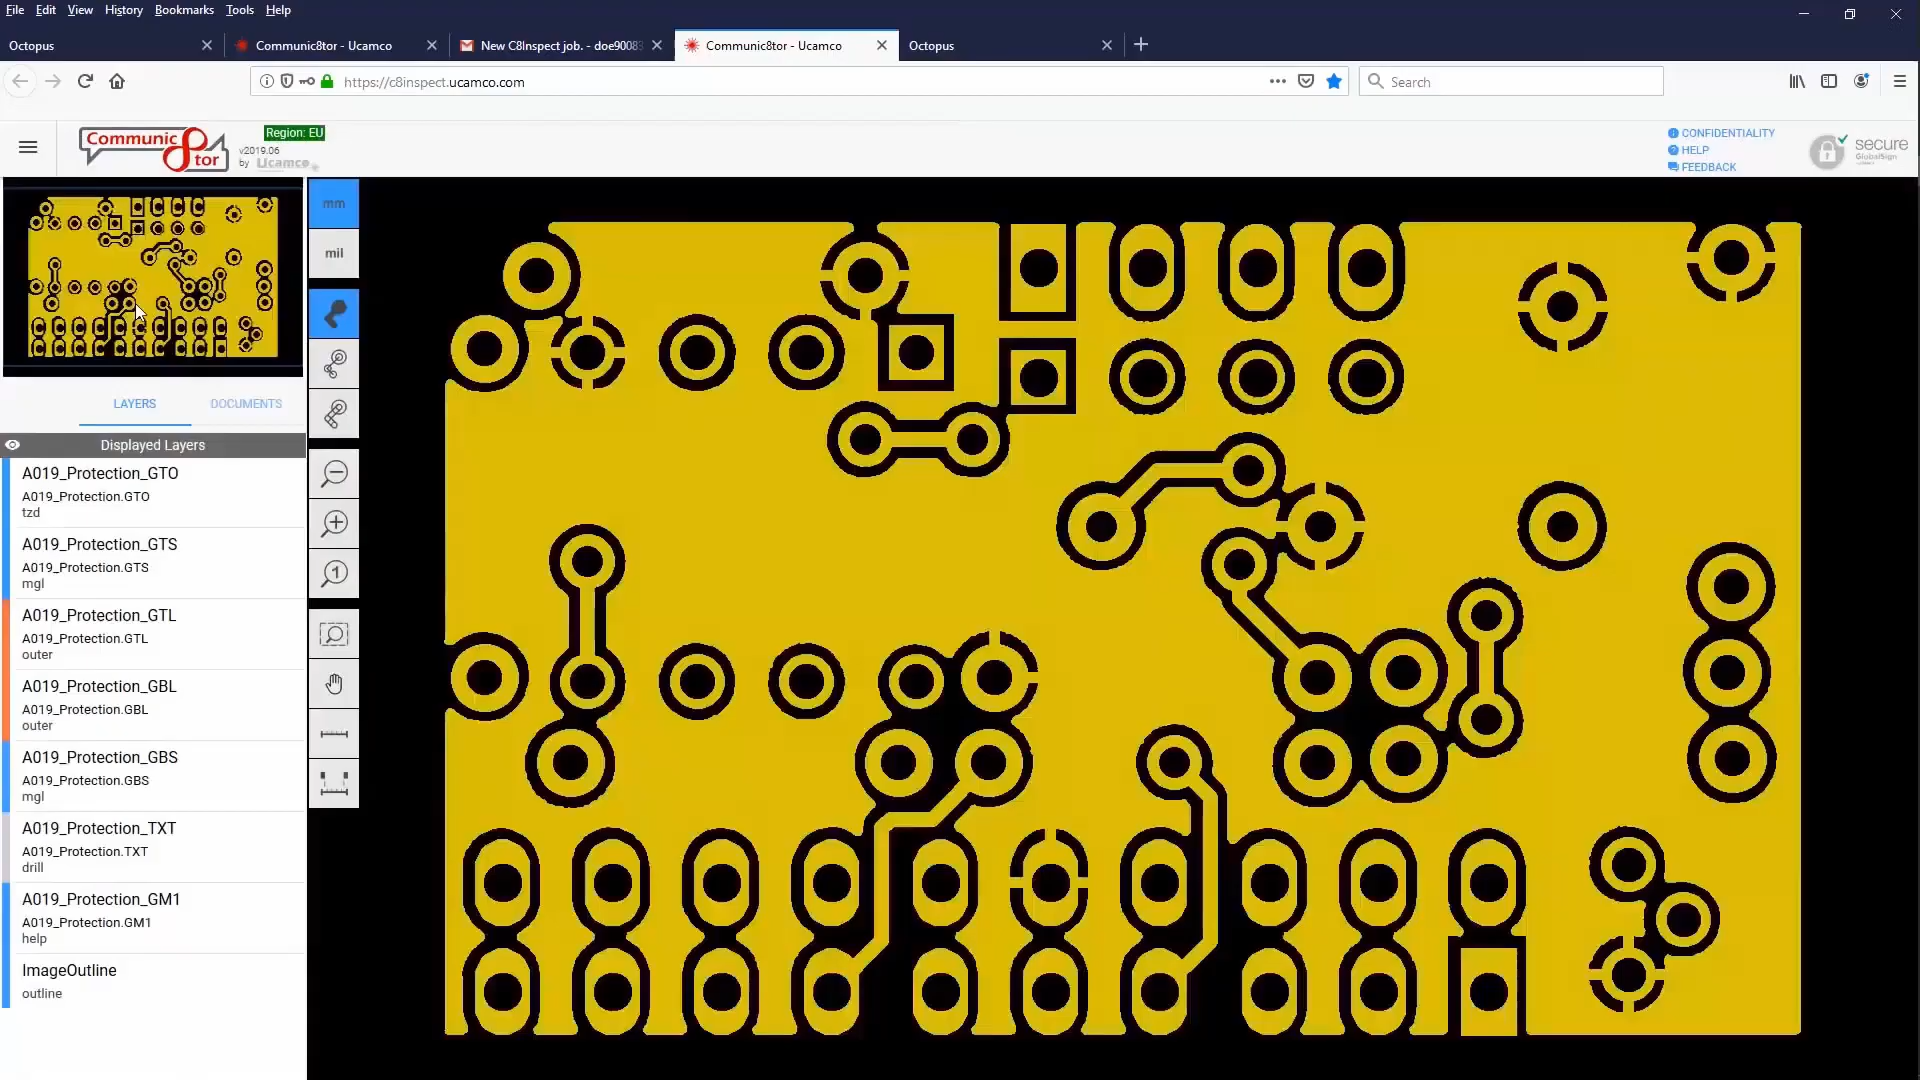 File Edit View History Bookmarks Tools Help
Octopus
Communic8tor - Ucamco
New C8Inspect job. - doe9008
Communic8tor - Ucamco
Octopus
https://c8inspect.ucamco.com
Search
Communic8tor
Region: EU
v2019.06
by Ucamco
CONFIDENTIALITY
HELP
FEEDBACK
secure
GlobalSign
mm
mil
1
LAYERS DOCUMENTS
Displayed Layers
A019_Protection_GTO
A019_Protection.GTO
tzd
A019_Protection_GTS
A019_Protection.GTS
mgl
A019_Protection_GTL
A019_Protection.GTL
outer
A019_Protection_GBL
A019_Protection.GBL
outer
A019_Protection_GBS
A019_Protection.GBS
mgl
A019_Protection_TXT
A019_Protection.TXT
drill
A019_Protection_GM1
A019_Protection.GM1
help
ImageOutline
outline